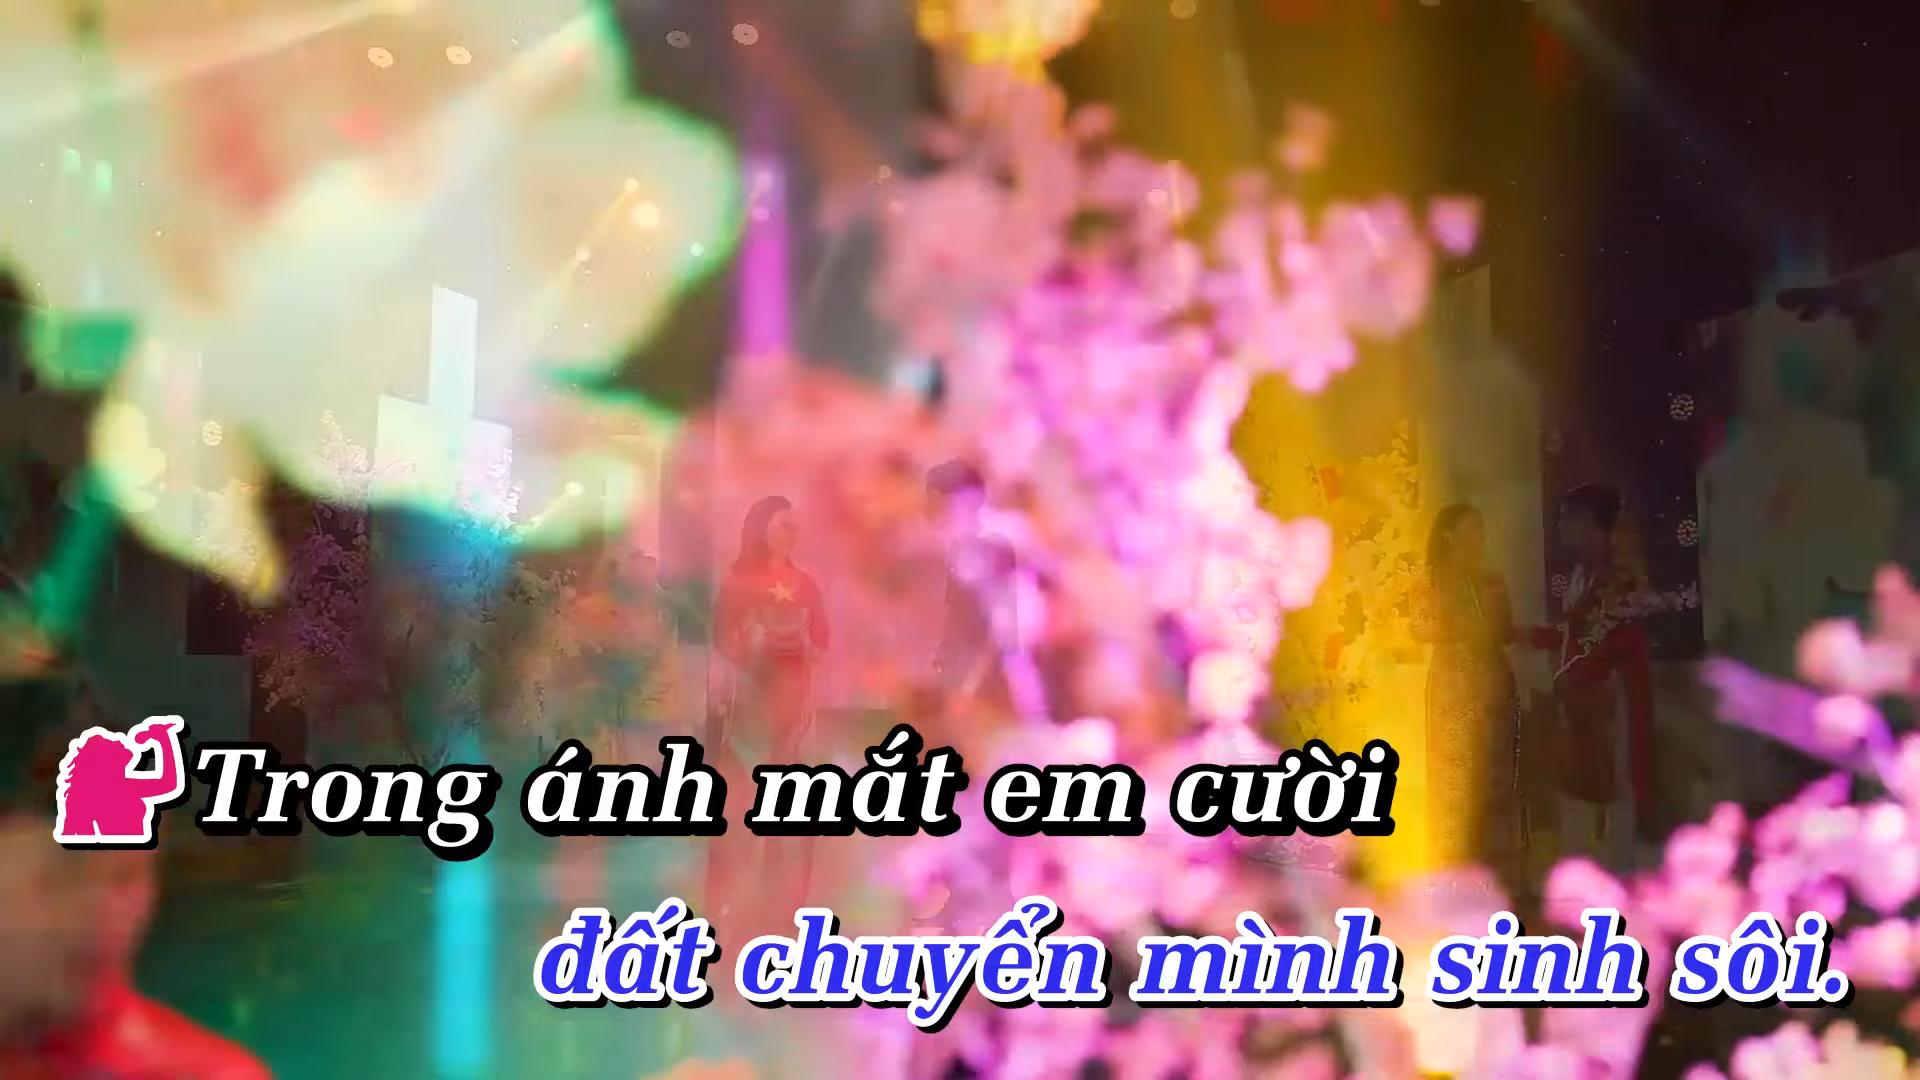 Trong ánh mắt em cười
đất chuyển mình sinh sôi.